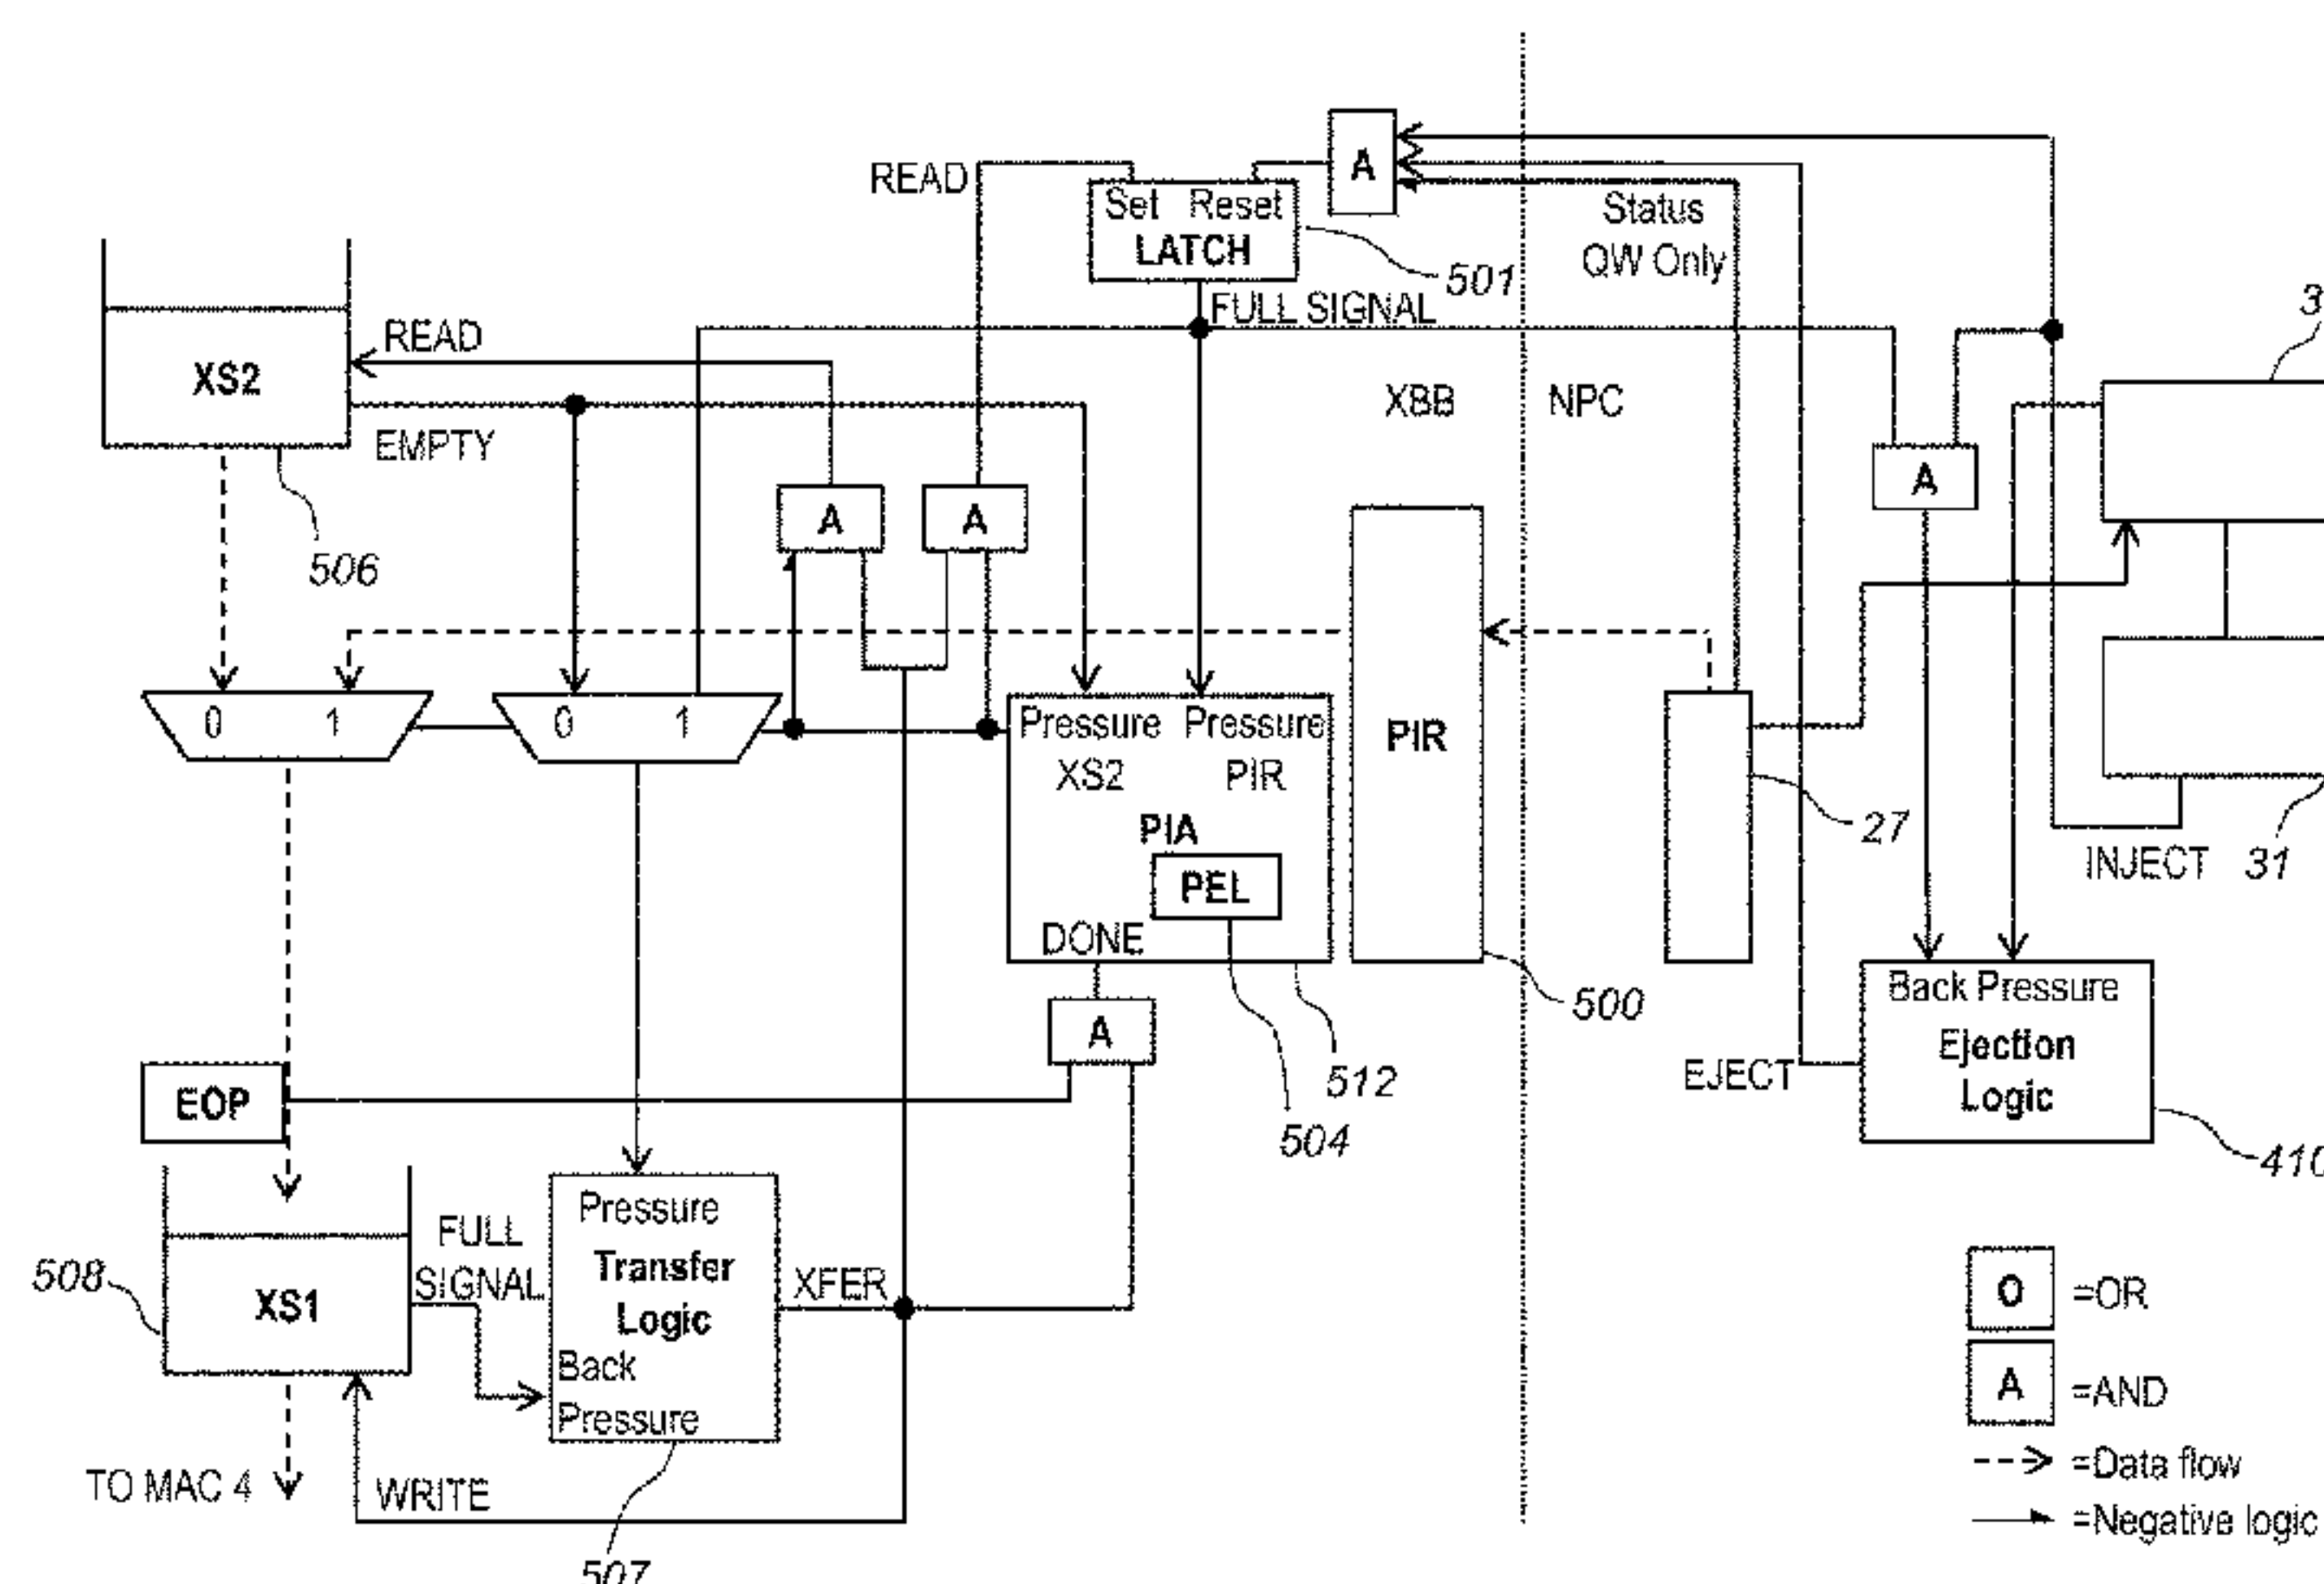 A
READ
Set Reset
LATCH
501
Status
QW Only
FULL SIGNAL
3
READ
XS2
EMPTY
XBB
NPC
A
A
A
506
0 1
0 1
Pressure Pressure
XS2 PIR
PIA
PEL
DONE
PIR
27
INJECT
31
500
Back Pressure
Ejection
Logic
EJECT
410
A
512
504
EOP
Pressure
Transfer
Logic
Back
Pressure
FULL
SIGNAL
XFER
508
XS1
O =OR
A =AND
=Data flow
=Negative logic
TO MAC 4
WRITE
507